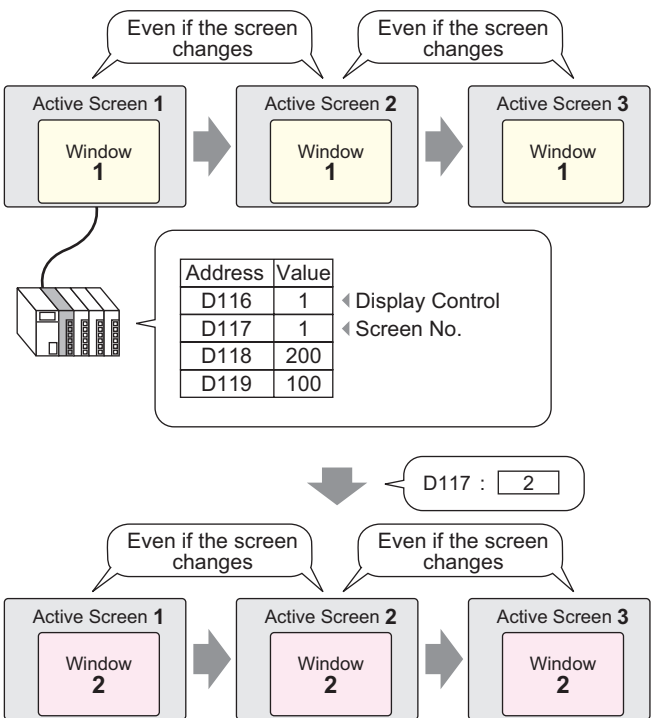 Even if the screen
changes
Even if the screen
changes
Active Screen 1
Active Screen 2
Active Screen 3
Window
1
Window
1
Window
1
Address Value
D116 1 Display Control
D117 1 Screen No.
D118 200
D119 100
D117 : 2
Even if the screen
changes
Even if the screen
changes
Active Screen 1
Active Screen 2
Active Screen 3
Window
2
Window
2
Window
2